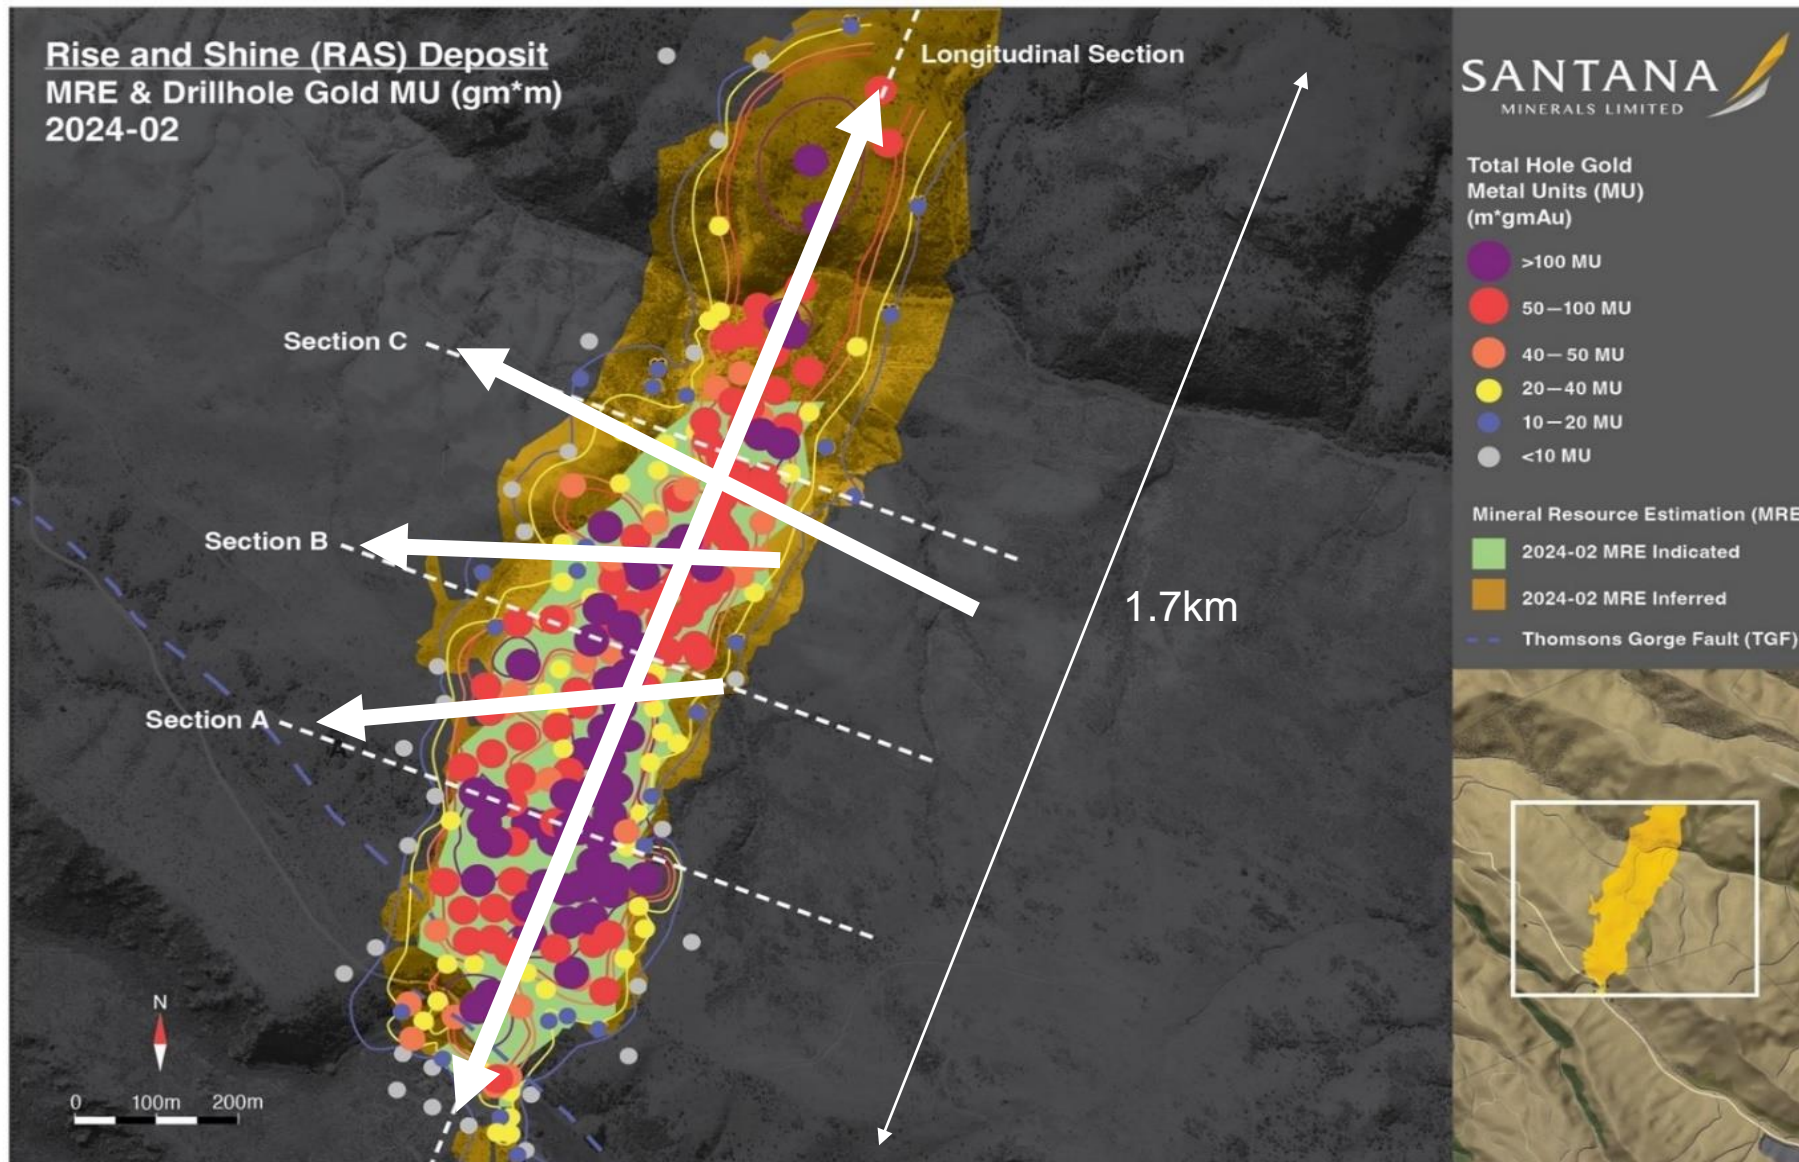 Rise and Shine (RAS) Deposit
MRE & Drillhole Gold MU (gm*m)
2024-02
Longitudinal Section
Section C
Section B
Section A
A
1.7km
N
0 100m 200m
SANTANA
MINERALS LIMITED
Total Hole Gold
Metal Units (MU)
(m*gmAu)
>100 MU
50—100 MU
40—50 MU
20—40 MU
10—20 MU
<10 MU
Mineral Resource Estimation (MRE
2024-02 MRE Indicated
2024-02 MRE Inferred
Thomsons Gorge Fault (TGF)